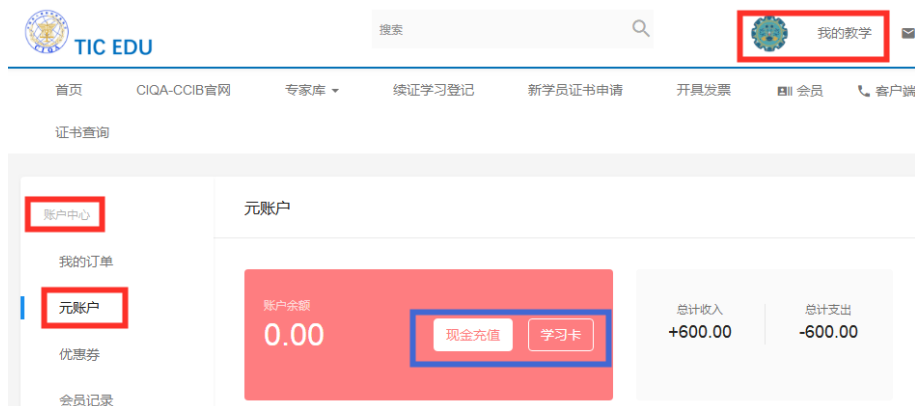 CIQA
TIC EDU
搜索
我的教学
首页
CIQA-CCIB官网
专家库
续证学习登记
新学员证书申请
开具发票
会员
客户端
证书查询
账户中心
我的订单
元账户
优惠券
会员记录
元账户
账户余额
0.00
现金充值
学习卡
总计收入
+600.00
总计支出
-600.00